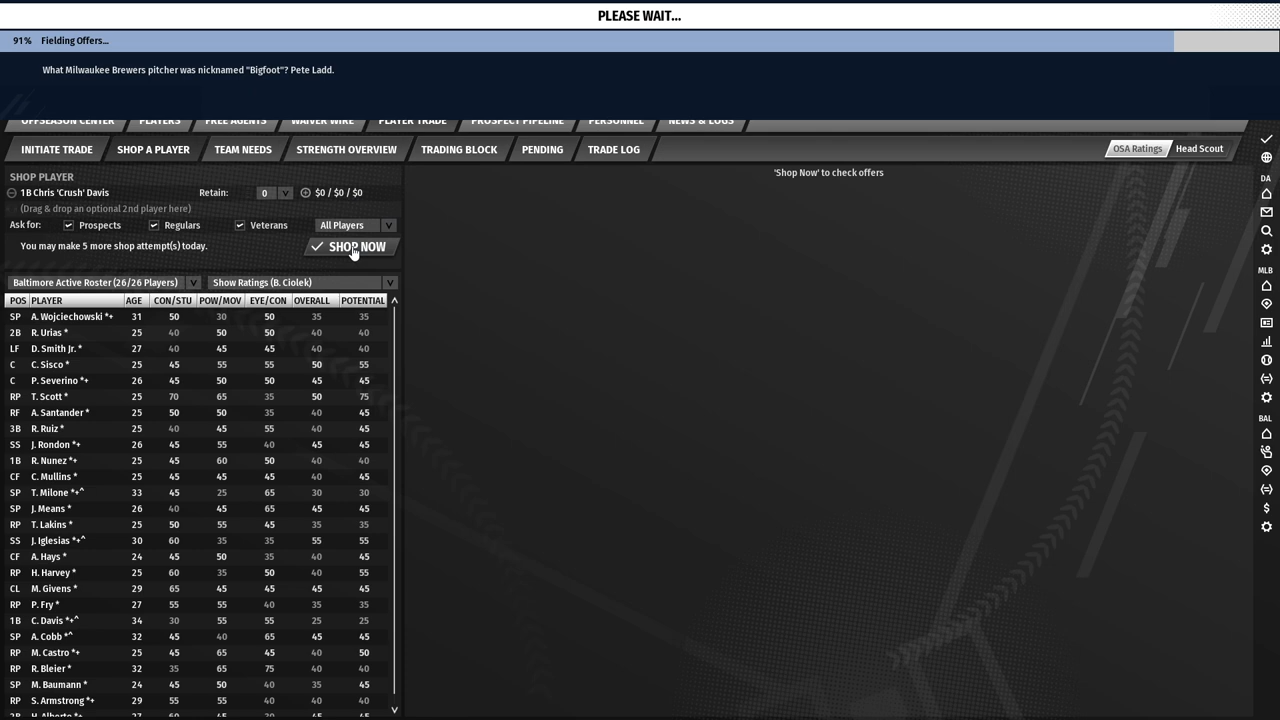 PLEASE WAIT...
91% Fielding Offers...
What Milwaukee Brewers pitcher was nicknamed "Bigfoot"? Pete Ladd.
OFFSEASON CENTER PLAYERS FREE AGENTS WAIVER WIRE PLAYER TRADE PROSPECT PIPELINE PERSONNEL NEWS & LOGS
INITIATE TRADE SHOP A PLAYER TEAM NEEDS STRENGTH OVERVIEW TRADING BLOCK PENDING TRADE LOG OSA Ratings Head Scout
SHOP PLAYER
'Shop Now' to check offers
1B Chris 'Crush' Davis Retain: 0 $0 / $0 / $0
(Drag & drop an optional 2nd player here)
Ask for: Prospects Regulars Veterans All Players
You may make 5 more shop attempt(s) today. SHOP NOW
Baltimore Active Roster (26/26 Players) Show Ratings (B. Ciolek)
POS PLAYER AGE CON/STU POW/MOV EYE/CON OVERALL POTENTIAL
SP A. Wojciechowski *+ 31 50 30 50 35 35
2B R. Urias * 25 40 50 50 40 40
LF D. Smith Jr. * 27 40 45 45 40 40
C C. Sisco * 25 45 55 55 50 55
C P. Severino *+ 26 45 50 50 45 45
RP T. Scott * 25 70 65 35 50 75
RF A. Santander * 25 50 50 35 40 45
3B R. Ruiz * 25 40 45 55 40 45
SS J. Rondon *+ 26 45 55 40 45 45
1B R. Nunez *+ 25 45 60 50 40 40
CF C. Mullins * 25 45 45 45 40 45
SP T. Milone *+^ 33 45 25 65 30 30
SP J. Means * 26 40 45 65 45 45
RP T. Lakins * 25 50 55 45 35 35
SS J. Iglesias *+^ 30 60 35 35 55 55
CF A. Hays * 24 45 50 35 40 45
RP H. Harvey * 25 60 35 50 40 55
CL M. Givens * 29 65 45 45 45 45
RP P. Fry * 27 55 55 40 35 35
1B C. Davis *+^ 34 30 55 55 25 25
SP A. Cobb *^ 32 45 40 65 45 45
RP M. Castro *+ 25 45 65 45 40 50
RP R. Bleier * 32 35 65 75 40 40
SP M. Baumann * 24 45 50 40 35 45
RP S. Armstrong *+ 29 55 55 40 40 40
2B H. Alberto *+ 27 60 45 30 45 45
DA
MLB
BAL